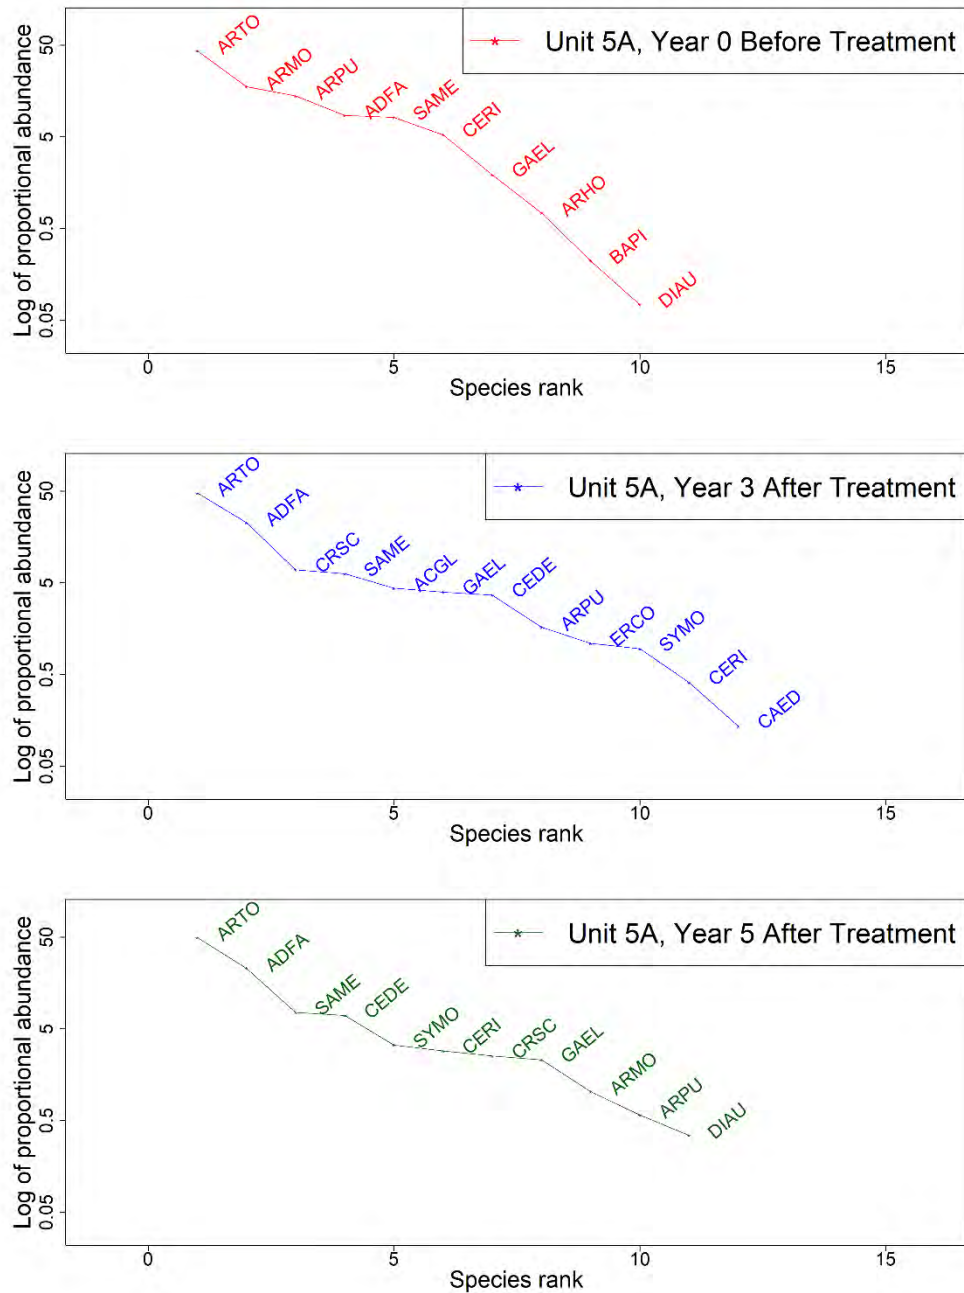 Unit 5A, Year 0 Before Treatment
Log of proportional abundance
50
5
0.5
0.05
ARTO
ARMO
ARPU
ADFA
SAME
CERI
GAEL
ARHO
BAPI
DIAU
0
5
10
15
Species rank
Unit 5A, Year 3 After Treatment
Log of proportional abundance
50
5
0.5
0.05
ARTO
ADFA
CRSC
SAME
ACGL
GAEL
CEDE
ARPU
ERCO
SYMO
CERI
CAED
0
5
10
15
Species rank
Unit 5A, Year 5 After Treatment
Log of proportional abundance
50
5
0.5
0.05
ARTO
ADFA
SAME
CEDE
SYMO
CERI
CRSC
GAEL
ARMO
ARPU
DIAU
0
5
10
15
Species rank